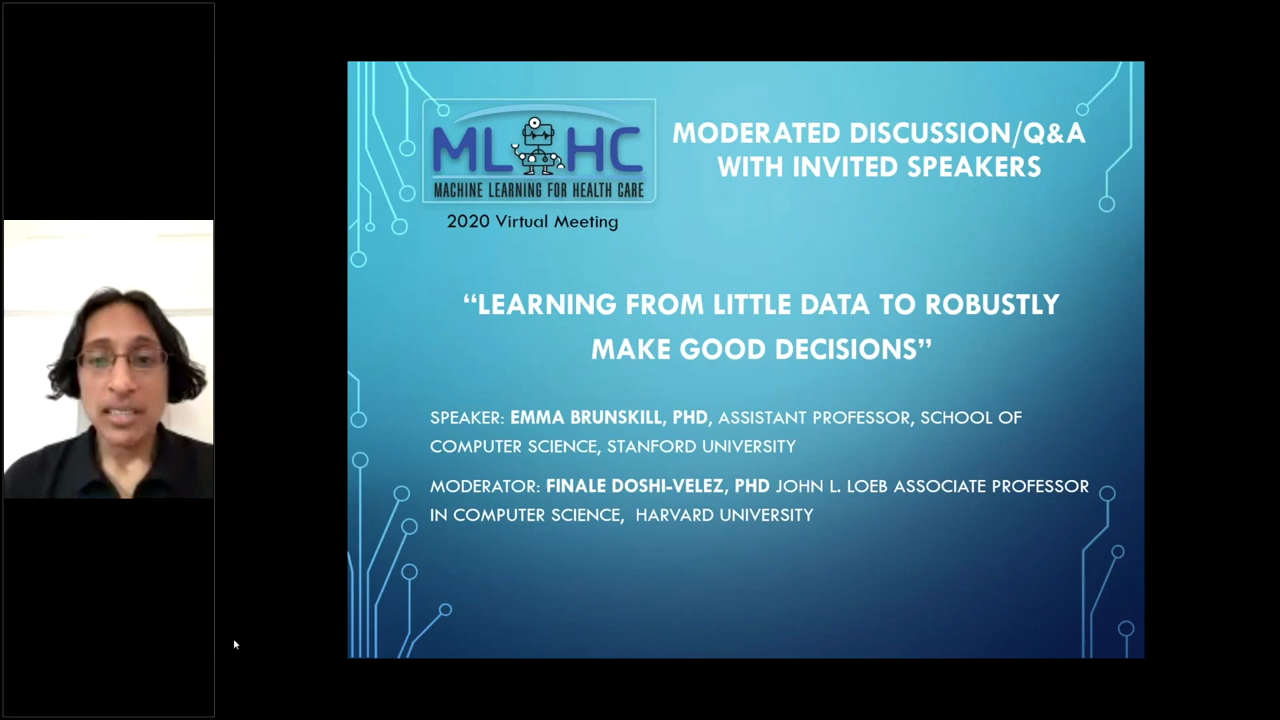 ML HC
MACHINE LEARNING FOR HEALTH CARE
2020 Virtual Meeting
MODERATED DISCUSSION/Q&A
WITH INVITED SPEAKERS
“LEARNING FROM LITTLE DATA TO ROBUSTLY
MAKE GOOD DECISIONS”
SPEAKER: EMMA BRUNSKILL, PHD, ASSISTANT PROFESSOR, SCHOOL OF
COMPUTER SCIENCE, STANFORD UNIVERSITY
MODERATOR: FINALE DOSHI-VELEZ, PHD JOHN L. LOEB ASSOCIATE PROFESSOR
IN COMPUTER SCIENCE, HARVARD UNIVERSITY